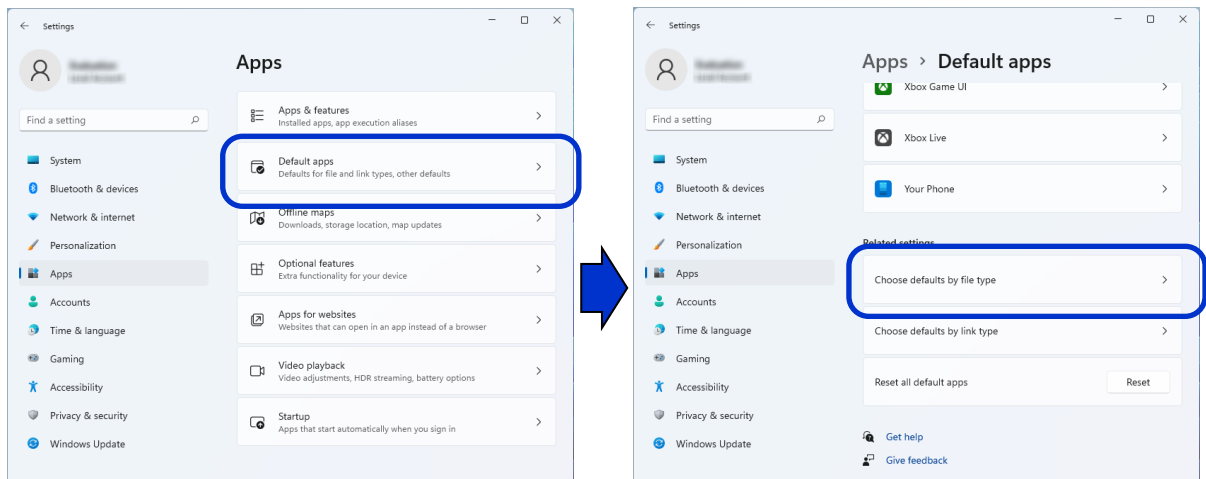 Settings
Apps
Find a setting
System
Bluetooth & devices
Network & internet
Personalization
Apps
Accounts
Time & language
Gaming
Accessibility
Privacy & security
Windows Update
Apps & features
Installed apps, app execution aliases
Default apps
Defaults for file and link types, other defaults
Offline maps
Downloads, storage location, map updates
Optional features
Extra functionality for your device
Apps for websites
Websites that can open in an app instead of a browser
Video playback
Video adjustments, HDR streaming, battery options
Startup
Apps that start automatically when you sign in
Settings
Apps > Default apps
Find a setting
System
Bluetooth & devices
Network & internet
Personalization
Apps
Accounts
Time & language
Gaming
Accessibility
Privacy & security
Windows Update
Xbox Game UI
Xbox Live
Your Phone
Related settings
Choose defaults by file type
Choose defaults by link type
Reset all default apps
Reset
Get help
Give feedback